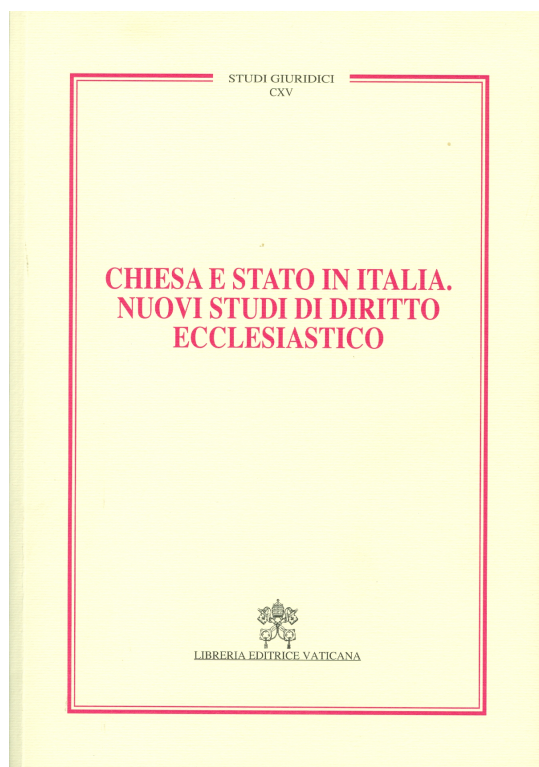 STUDI GIURIDICI
CXV
CHIESA E STATO IN ITALIA.
NUOVI STUDI DI DIRITTO
ECCLESIASTICO
LIBRERIA EDITRICE VATICANA